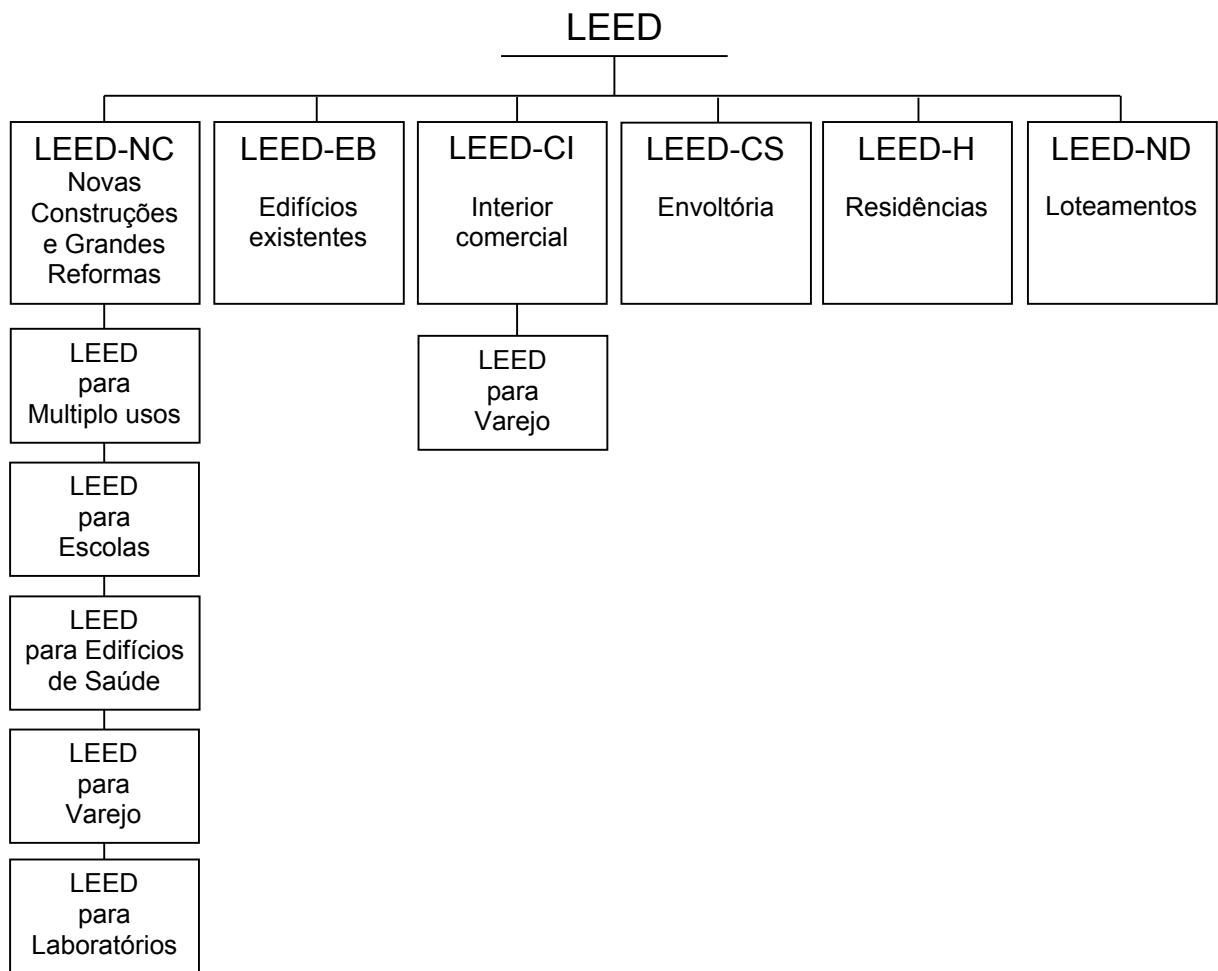 LEED
LEED-NC
Novas
Construções
e Grandes
Reformas
LEED-EB
Edifícios
existentes
LEED-CI
Interior
comercial
LEED-CS
Envoltória
LEED-H
Residências
LEED-ND
Loteamentos
LEED
para
Multiplo usos
LEED
para
Escolas
LEED
para Edifícios
de Saúde
LEED
para
Varejo
LEED
para
Laboratórios
LEED
para
Varejo